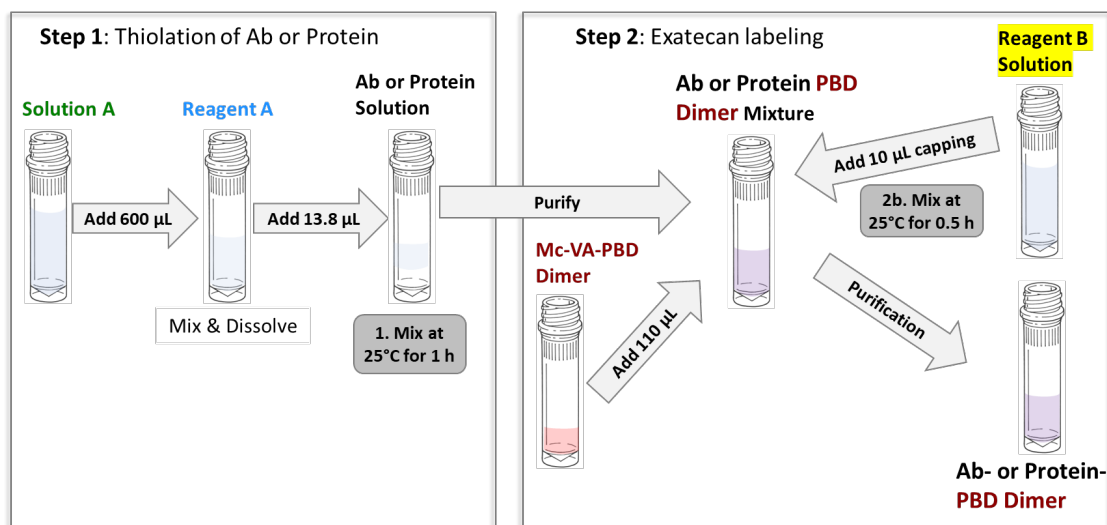 Step 1: Thiolation of Ab or Protein
Solution A
Reagent A
Ab or Protein
Solution
Add 600 µL
Add 13.8 µL
Mix & Dissolve
1. Mix at
25°C for 1 h
Step 2: Exatecan labeling
Reagent B
Solution
Ab or Protein PBD
Dimer Mixture
Add 10 µL capping
2b. Mix at
25°C for 0.5 h
Purify
Mc-VA-PBD
Dimer
Add 110 µL
Purification
Ab- or Protein-
PBD Dimer